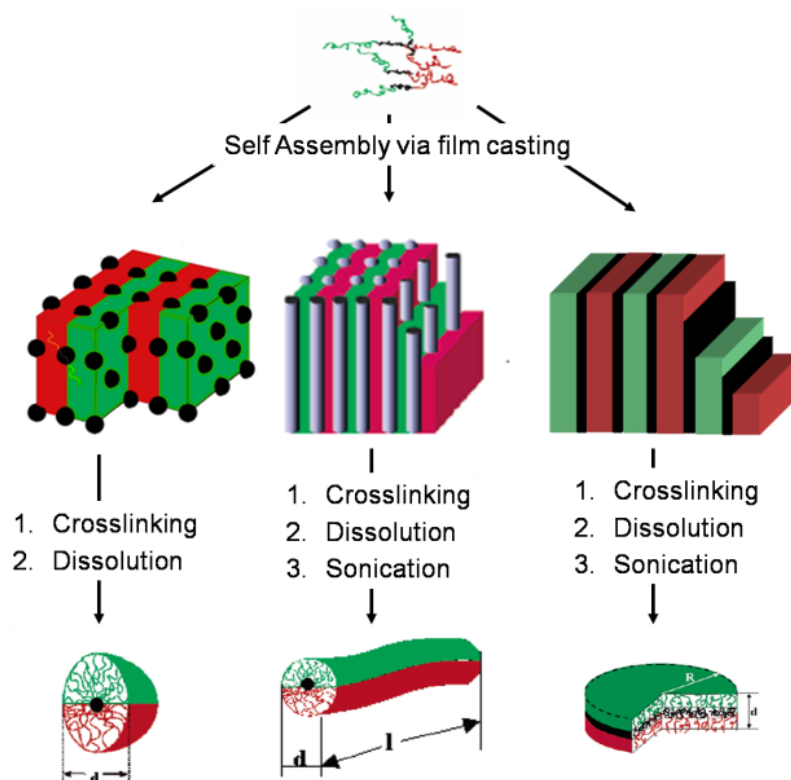 Self Assembly via film casting
1. Crosslinking
2. Dissolution
1. Crosslinking
2. Dissolution
3. Sonication
1. Crosslinking
2. Dissolution
3. Sonication
d
d
l
R
d